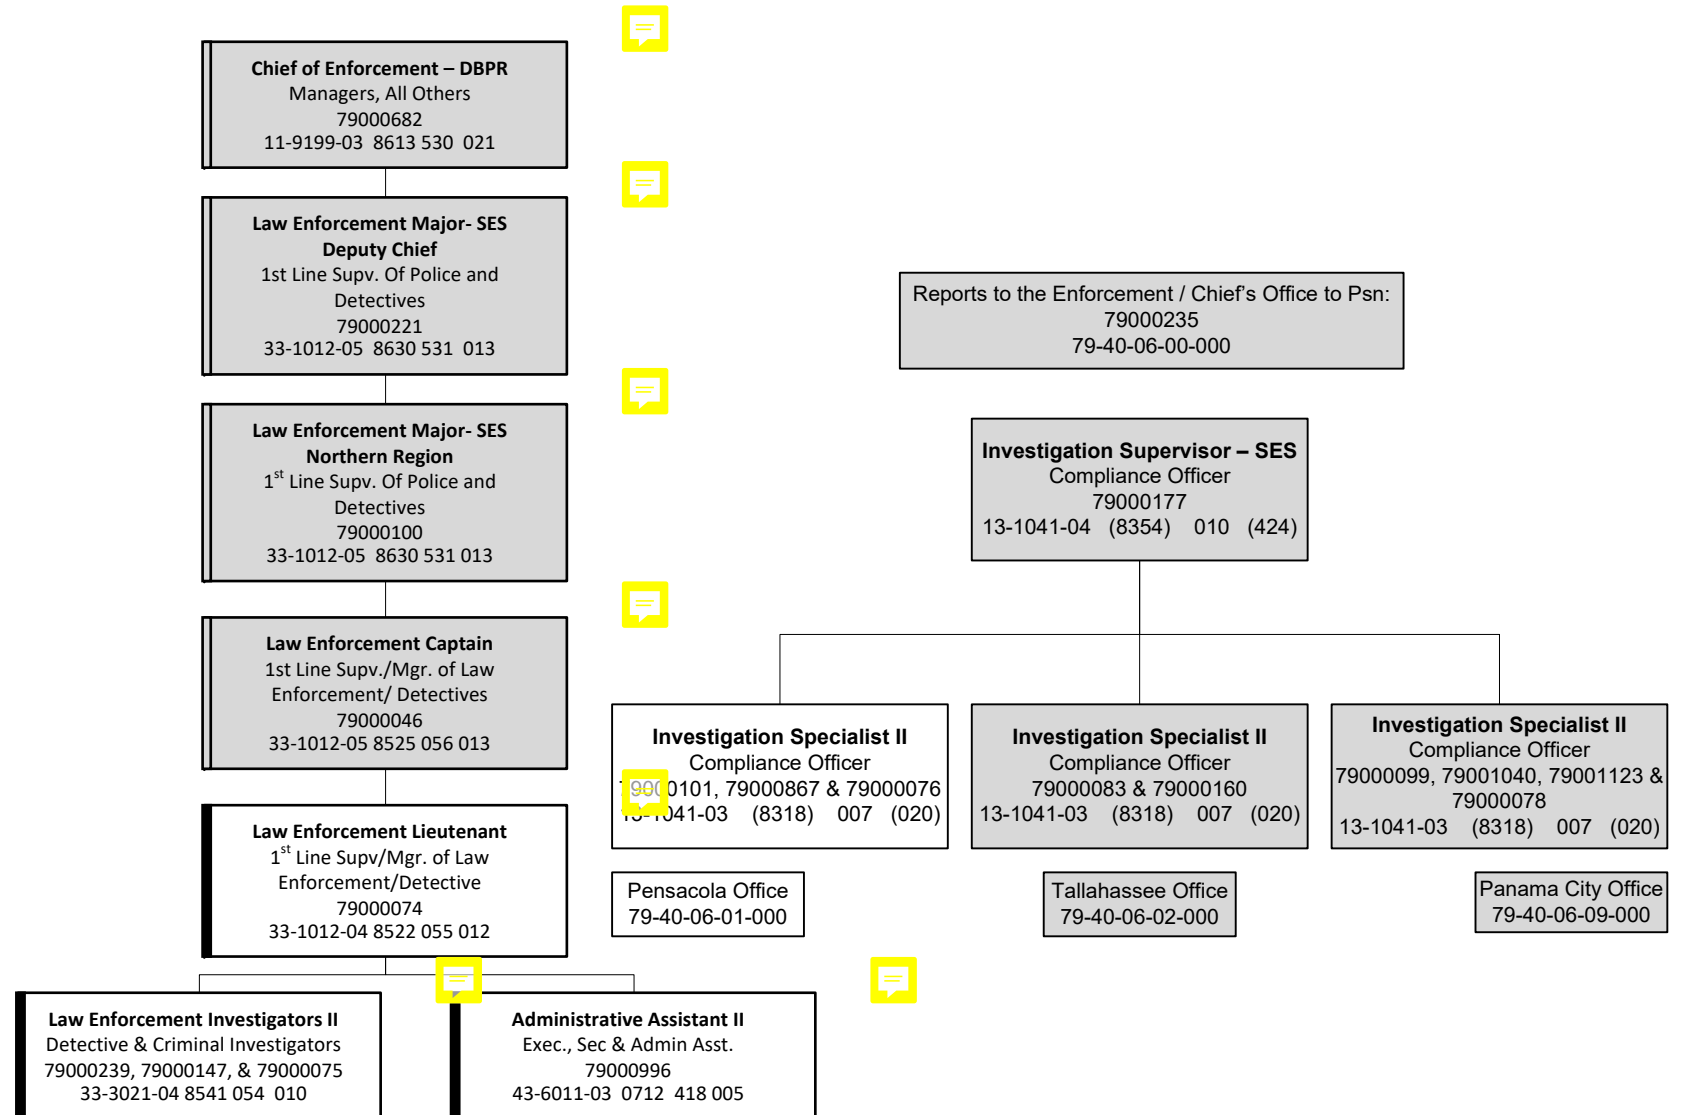 Chief of Enforcement – DBPR
Managers, All Others
79000682
11-9199-03  8613 530  021
Law Enforcement Major- SES
Deputy Chief
1st Line Supv. Of Police and
Detectives
79000221
33-1012-05  8630 531  013
Law Enforcement Major- SES
Northern Region
1st Line Supv. Of Police and
Detectives
79000100
33-1012-05  8630 531 013
Law Enforcement Captain
1st Line Supv./Mgr. of Law
Enforcement/ Detectives
79000046
33-1012-05 8525 056 013
Law Enforcement Lieutenant
1st Line Supv/Mgr. of Law
Enforcement/Detective
79000074
33-1012-04 8522 055 012
Law Enforcement Investigators II
Detective & Criminal Investigators
79000239, 79000147, & 79000075
33-3021-04 8541 054  010
Administrative Assistant II
Exec., Sec & Admin Asst.
79000996
43-6011-03  0712  418 005
Reports to the Enforcement / Chief's Office to Psn:
79000235
79-40-06-00-000
Investigation Supervisor – SES
Compliance Officer
79000177
13-1041-04   (8354)   010   (424)
Investigation Specialist II
Compliance Officer
79000101, 79000867 & 79000076
13-1041-03   (8318)   007   (020)
Pensacola Office
79-40-06-01-000
Investigation Specialist II
Compliance Officer
79000083 & 79000160
13-1041-03   (8318)   007   (020)
Tallahassee Office
79-40-06-02-000
Investigation Specialist II
Compliance Officer
79000099, 79001040, 79001123 &
79000078
13-1041-03   (8318)   007   (020)
Panama City Office
79-40-06-09-000